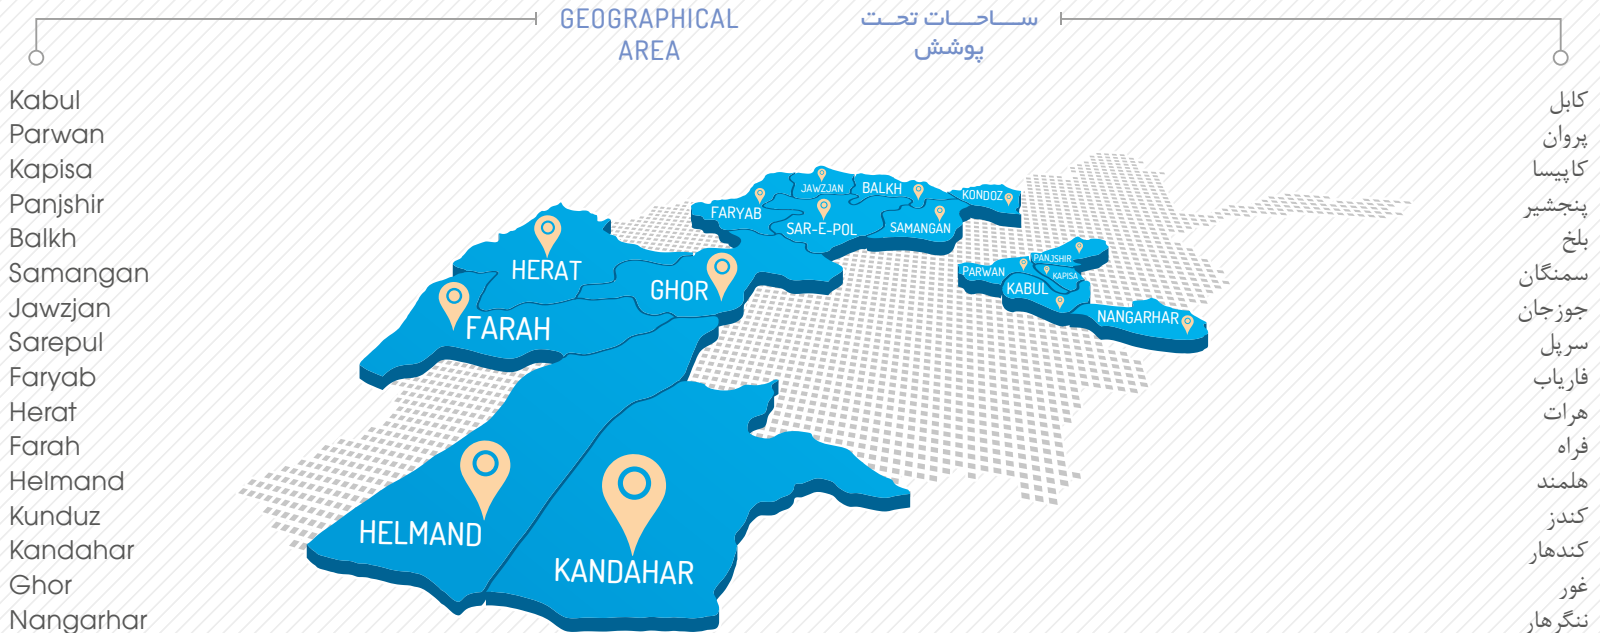 GEOGRAPHICAL
AREA
ساحات تحت
پوشش
Kabul
Parwan
Kapisa
Panjshir
Balkh
Samangan
Jawzjan
Sarepul
Faryab
Herat
Farah
Helmand
Kunduz
Kandahar
Ghor
Nangarhar
JAWZJAN
BALKH
KONDOZ
FARYAB
SAR-E-POL
SAMANGAN
HERAT
GHOR
FARAH
PANJSHIR
PARWAN
KAPISA
KABUL
NANGARHAR
HELMAND
KANDAHAR
کابل
پروان
کاپیسا
پنجشیر
بلخ
سمنگان
جوزجان
سرپل
فاریاب
هرات
فراه
هلمند
کندز
کندهار
غور
ننگرهار